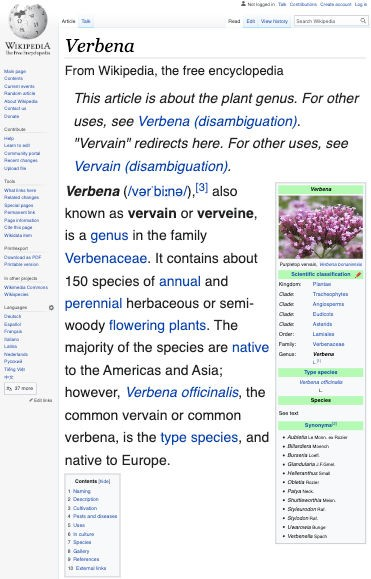 Not logged in Talk Contributions Create account Log in
Article Talk Read Edit View history Search Wikipedia
WIKIPEDIA
The Free Encyclopedia
Main page
Contents
Current events
Random article
About Wikipedia
Contact us
Donate
Contribute
Help
Learn to edit
Community portal
Recent changes
Upload file
Tools
What links here
Related changes
Special pages
Permanent link
Page information
Cite this page
Wikidata item
Print/export
Download as PDF
Printable version
In other projects
Wikimedia Commons
Wikispecies
Languages
Deutsch
Español
Français
Italiano
Latina
Nederlands
Русский
Tiếng Việt
中文
27 more
Edit links
Verbena
From Wikipedia, the free encyclopedia
This article is about the plant genus. For other
uses, see Verbena (disambiguation).
"Vervain" redirects here. For other uses, see
Vervain (disambiguation).
Verbena (/vərˈbiːnə/),[3] also
known as vervain or verveine,
is a genus in the family
Verbenaceae. It contains about
150 species of annual and
perennial herbaceous or semi-
woody flowering plants. The
majority of the species are native
to the Americas and Asia;
however, Verbena officinalis, the
common vervain or common
verbena, is the type species, and
native to Europe.
Verbena
Purpletop vervain, Verbena bonariensis
Scientific classification
Kingdom: Plantae
Clade: Tracheophytes
Clade: Angiosperms
Clade: Eudicots
Clade: Asterids
Order: Lamiales
Family: Verbenaceae
Genus: Verbena
L.[1]
Type species
Verbena officinalis
L.
Species
See text
Synonyms[2]
Aubletia Le Monn. ex Rozier
Billardiera Moench
Burseria Loefl.
Glandularia J.F.Gmel.
Helleranthus Small
Obletia Rozier
Patya Neck.
Shuttleworthia Meisn.
Styleurodon Raf.
Stylodon Raf.
Uwarowia Bunge
Verbenella Spach
Contents [hide]
1 Naming
2 Description
3 Cultivation
4 Pests and diseases
5 Uses
6 In culture
7 Species
8 Gallery
9 References
10 External links